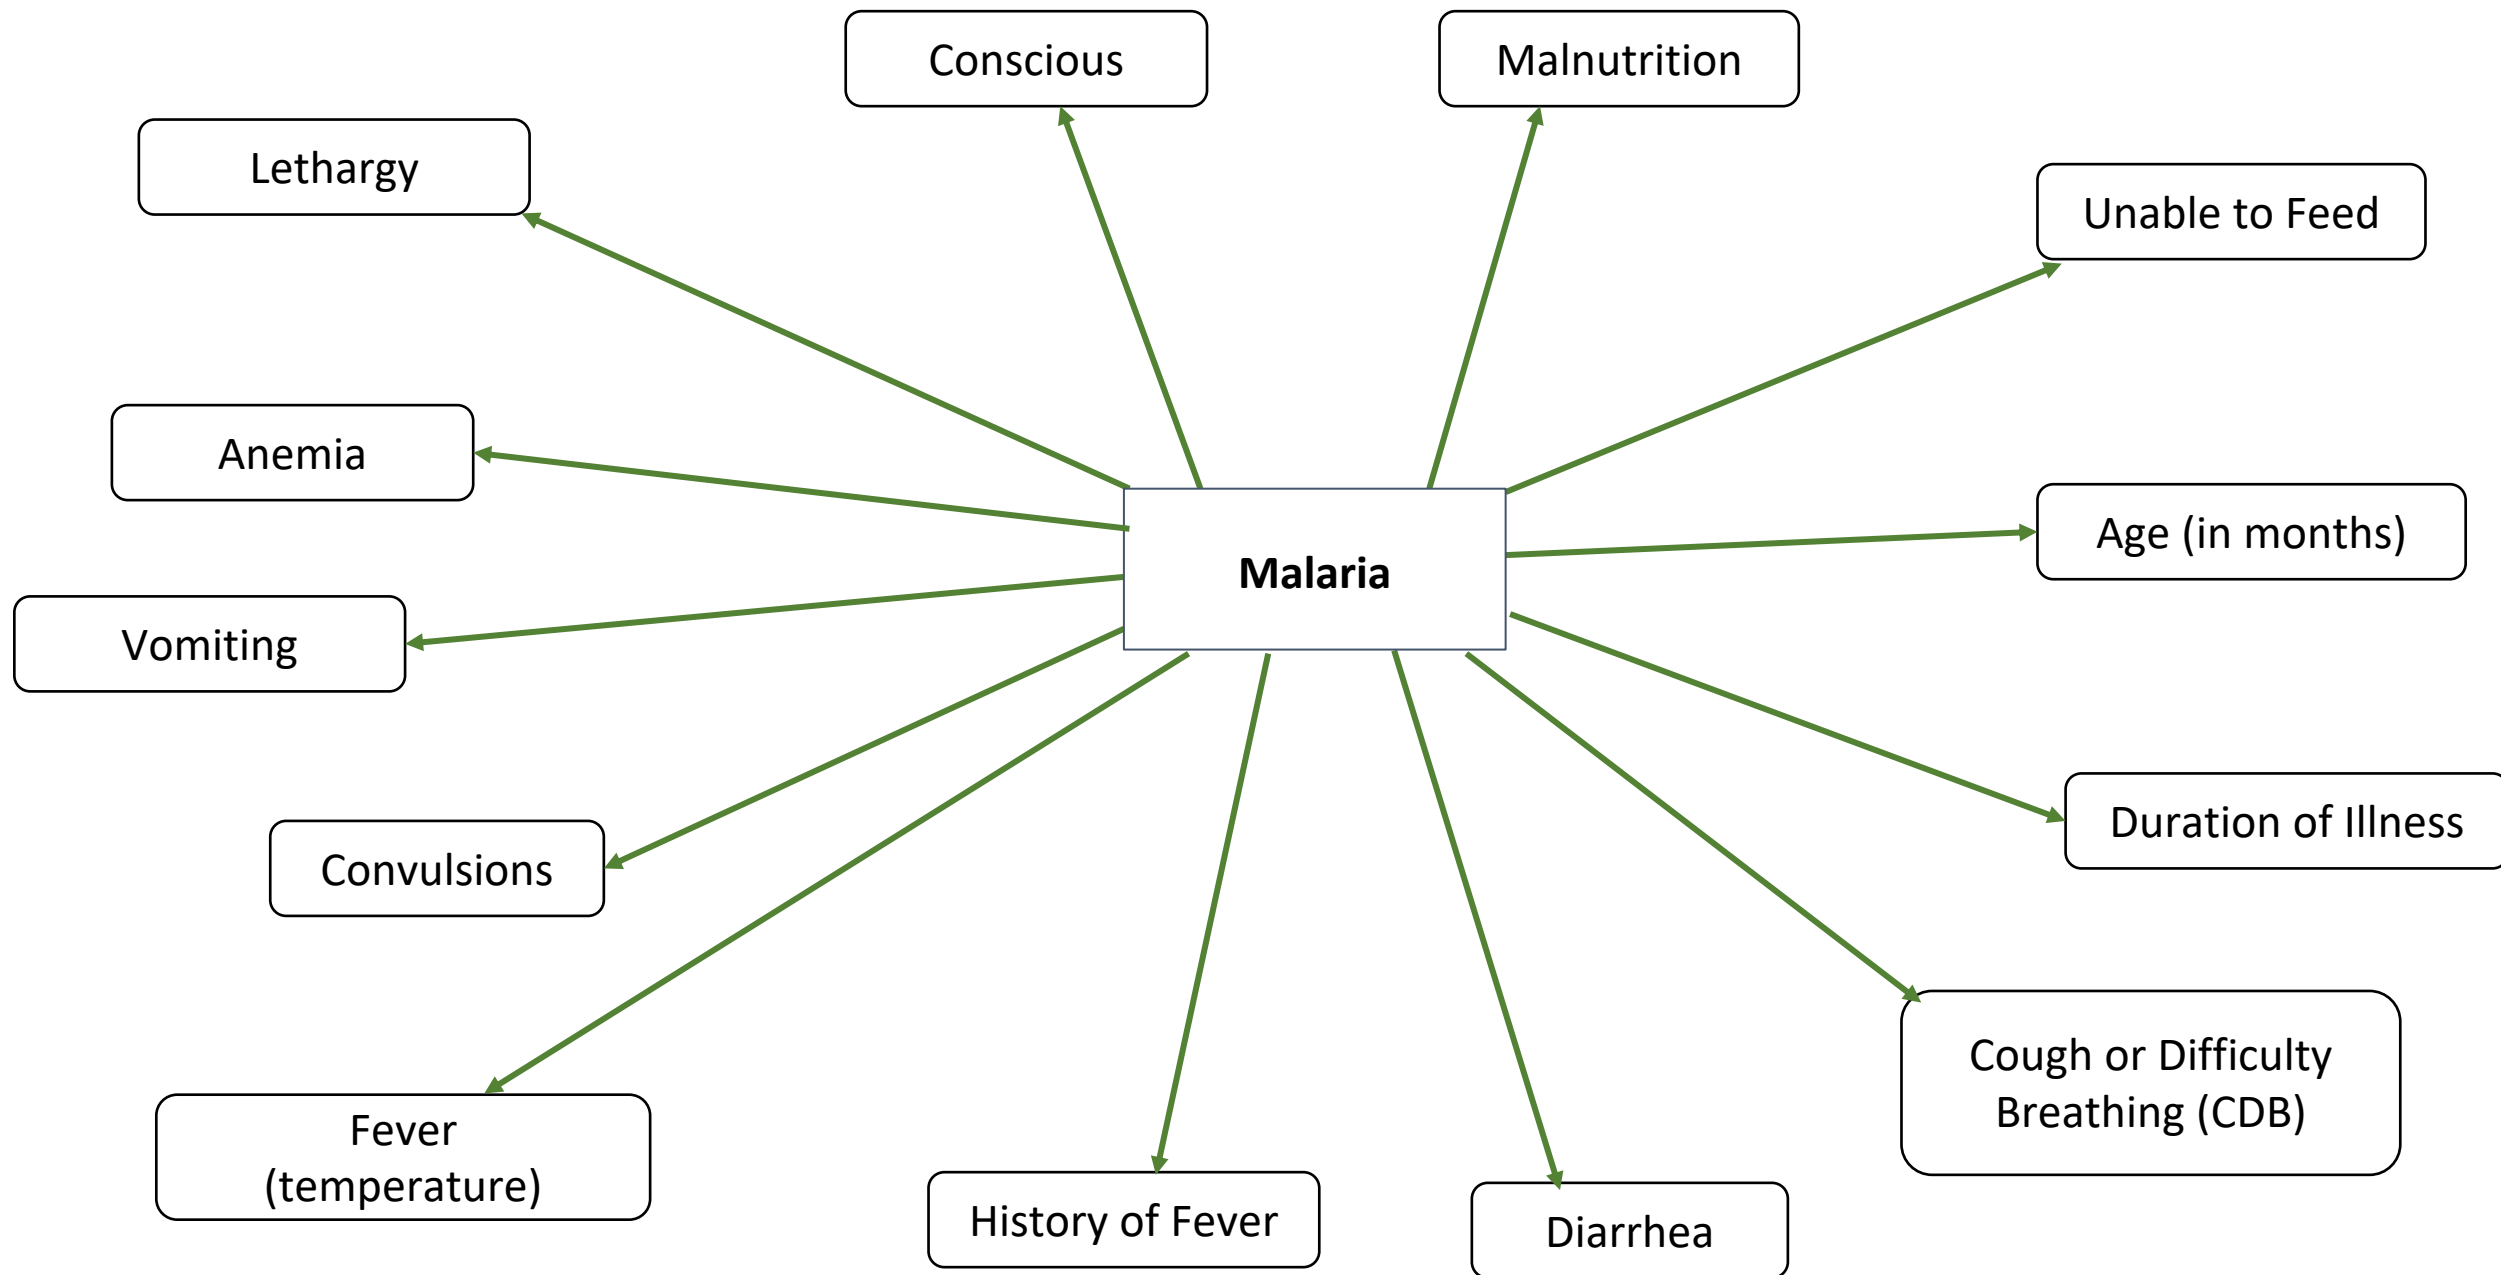 Conscious
Malnutrition
Lethargy
Unable to Feed
Anemia
Age (in months)
Malaria
Vomiting
Duration of Illness
Convulsions
Cough or Difficulty
Breathing (CDB)
Fever
(temperature)
History of Fever
Diarrhea